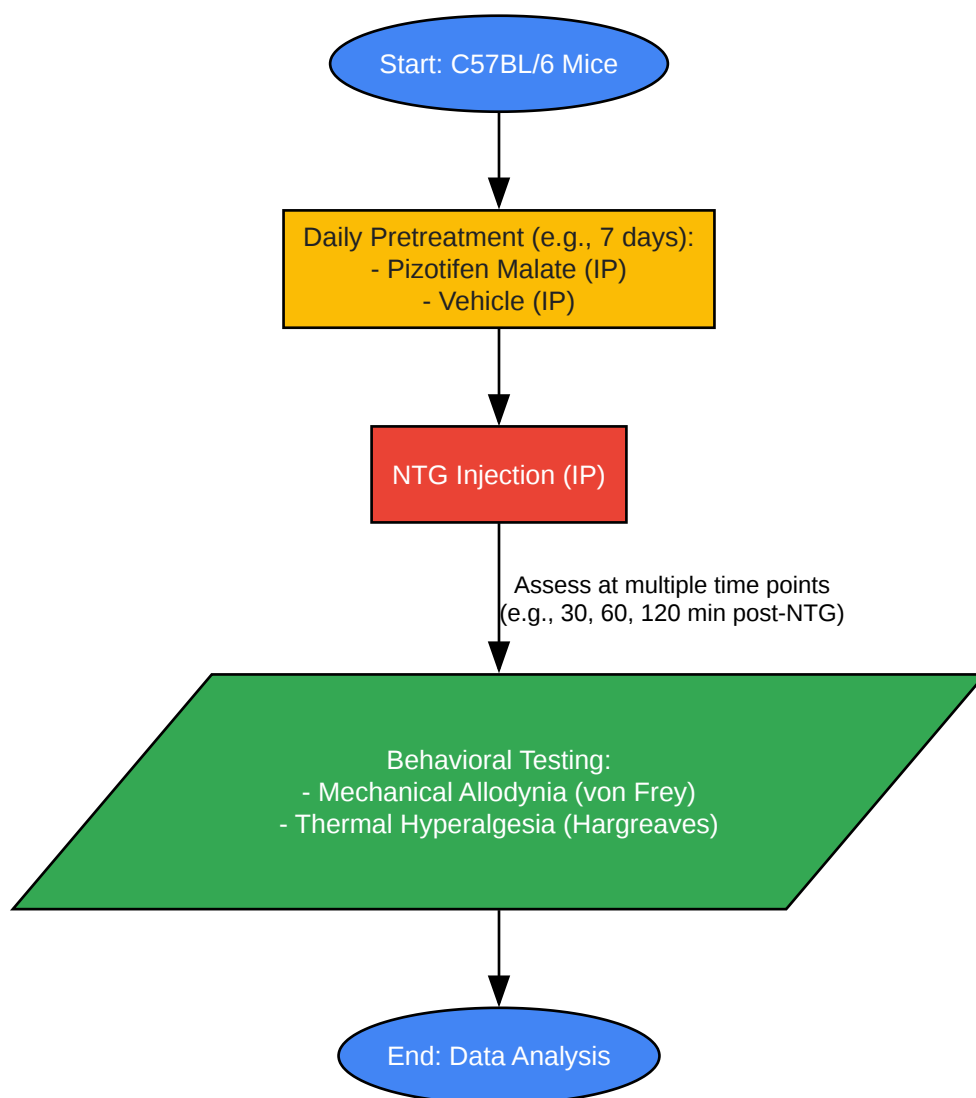 Start: C57BL/6 Mice
Daily Pretreatment (e.g., 7 days):
- Pizotifen Malate (IP)
- Vehicle (IP)
NTG Injection (IP)
Assess at multiple time points
(e.g., 30, 60, 120 min post-NTG)
Behavioral Testing:
- Mechanical Allodynia (von Frey)
- Thermal Hyperalgesia (Hargreaves)
End: Data Analysis